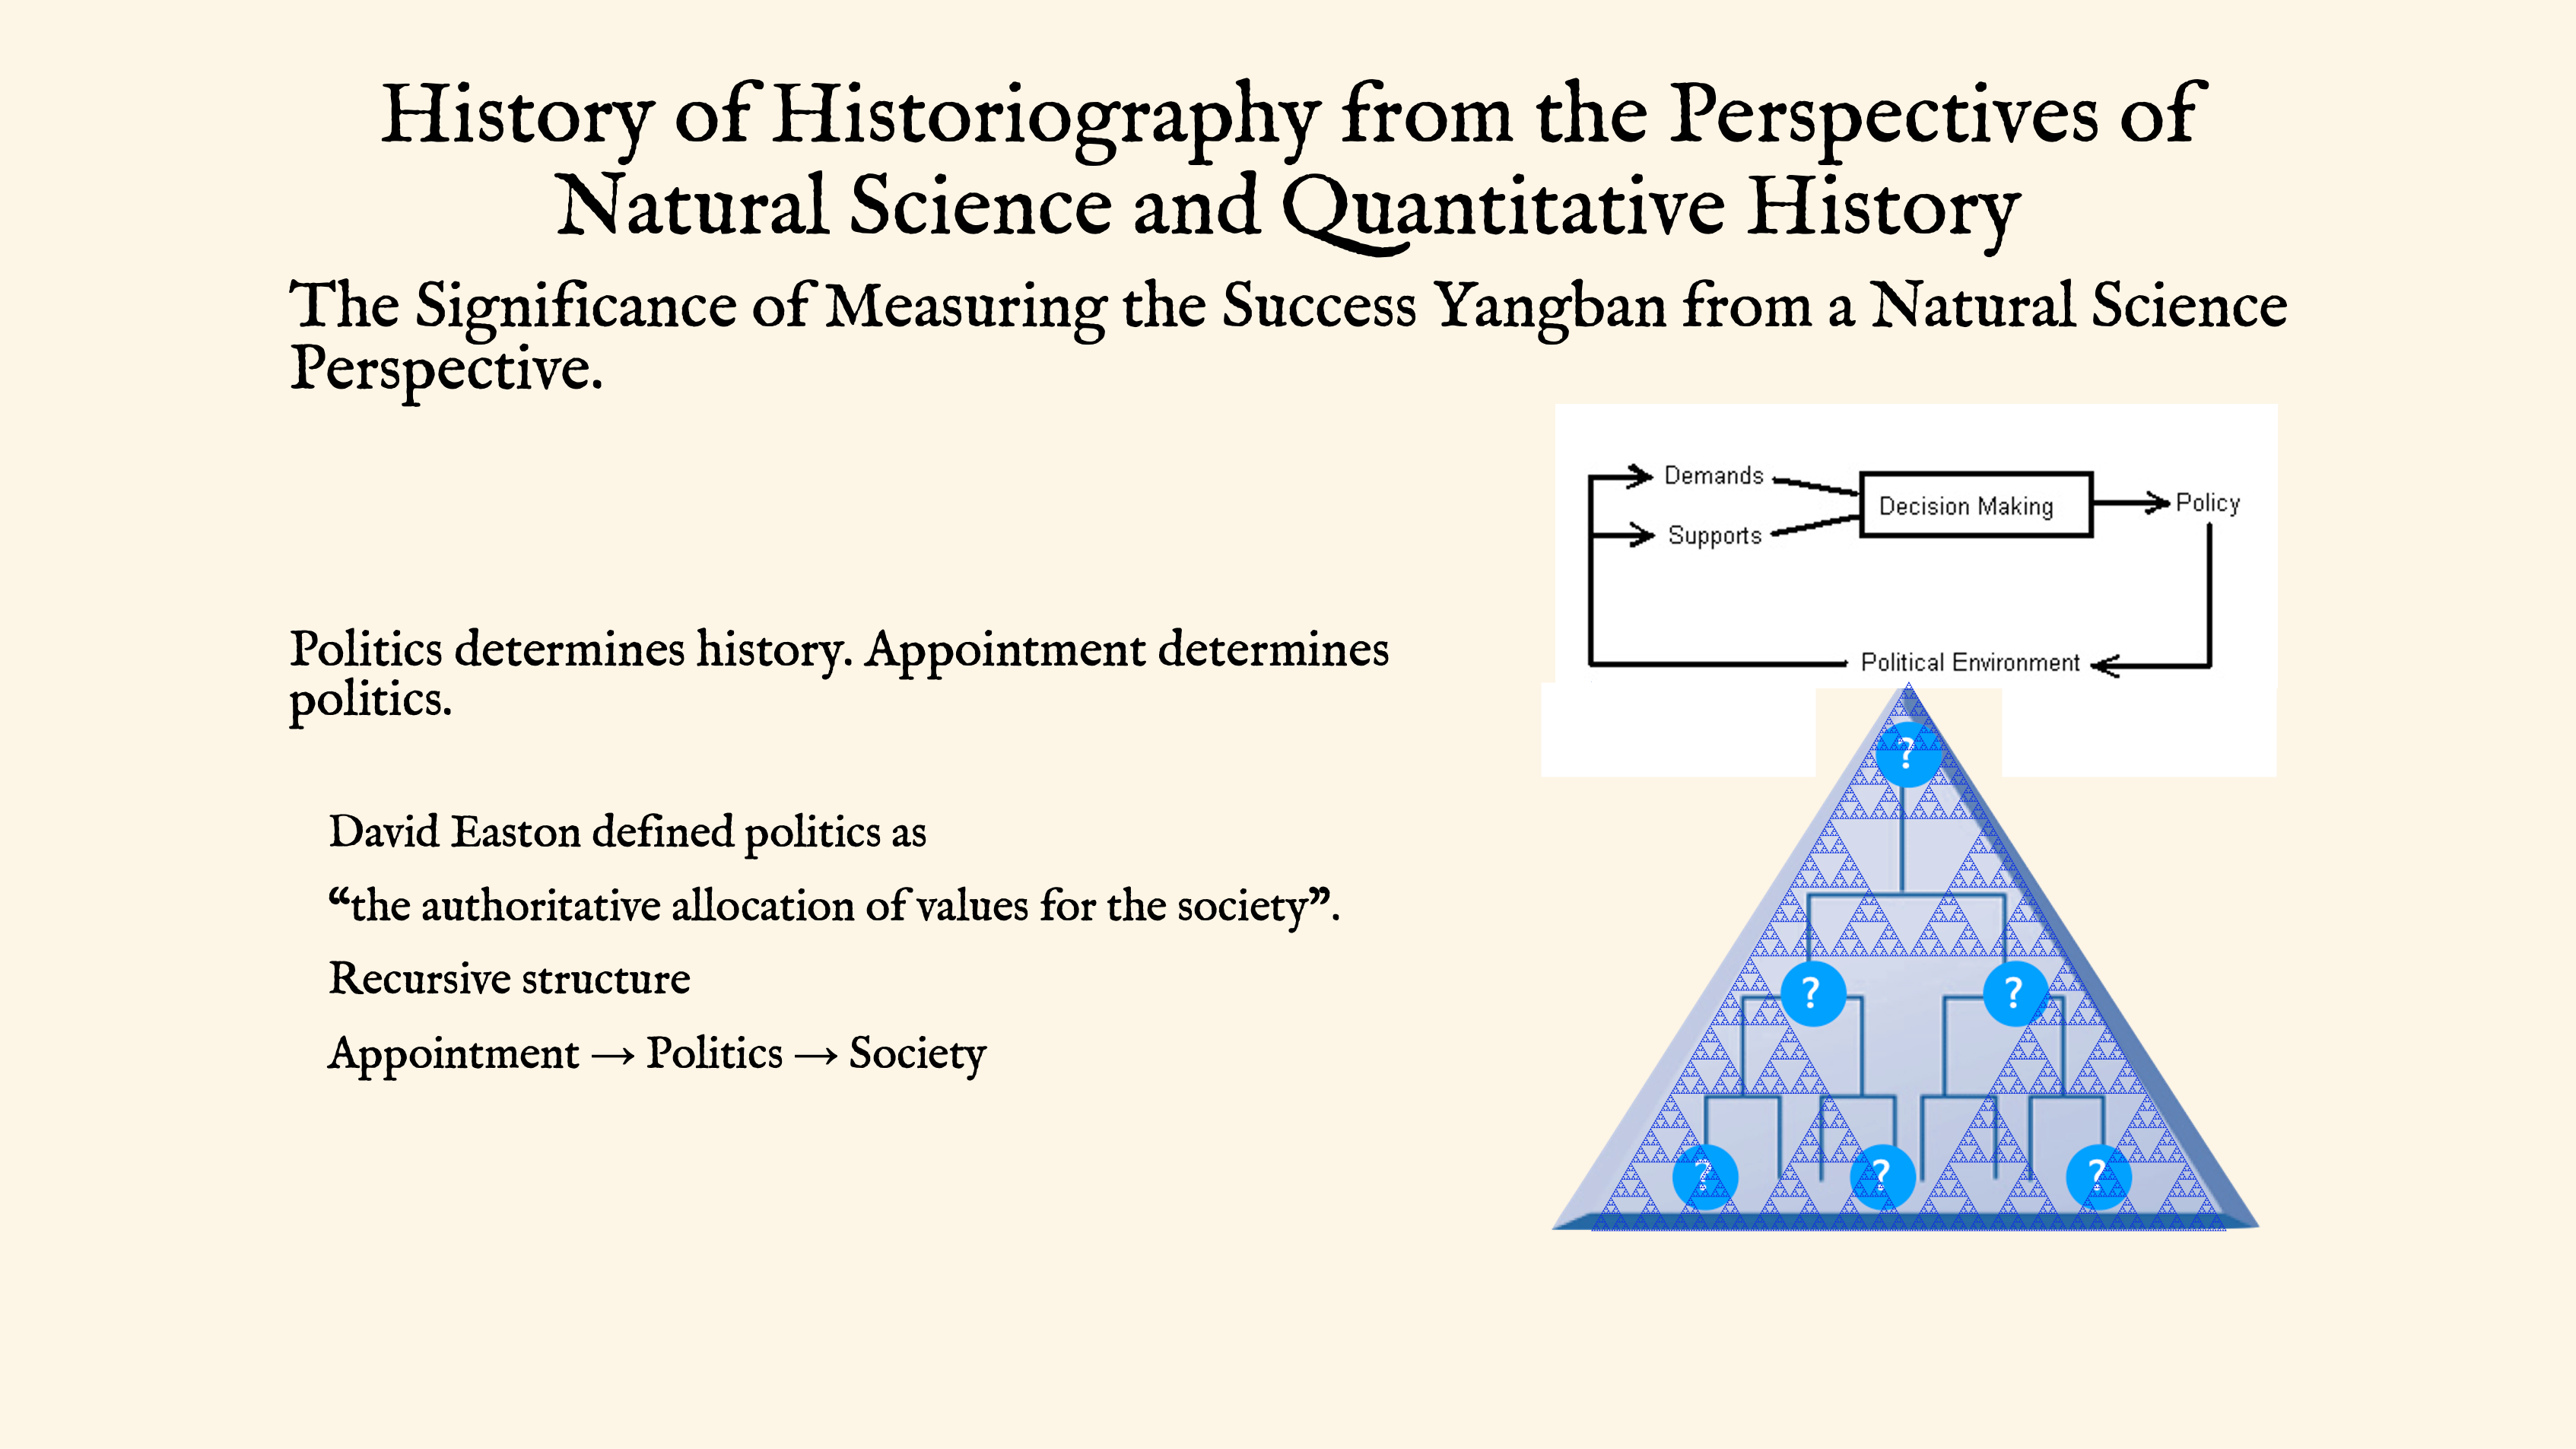 History of Historiography from the Perspectives of
Natural Science and Quantitative History
The Significance of Measuring the Success Yangban from a Natural Science
Perspective.
Politics determines history. Appointment determines
politics.
David Easton defined politics as
“the authoritative allocation of values for the society”.
Recursive structure
Appointment → Politics → Society
Demands
Supports
Decision Making
Policy
Political Environment
?
? ?
? ? ?